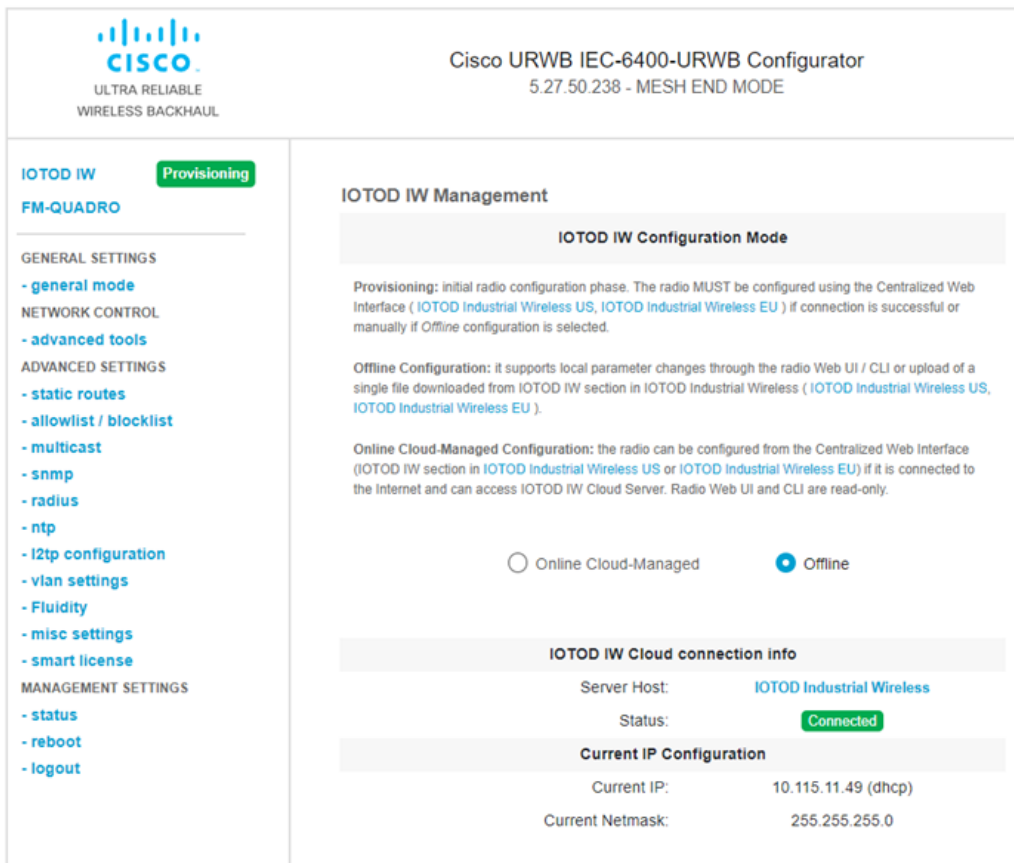 CISCO
ULTRA RELIABLE
WIRELESS BACKHAUL
Cisco URWB IEC-6400-URWB Configurator
5.27.50.238 - MESH END MODE
IOTOD IW Provisioning
FM-QUADRO
GENERAL SETTINGS
- general mode
NETWORK CONTROL
- advanced tools
ADVANCED SETTINGS
- static routes
- allowlist / blocklist
- multicast
- snmp
- radius
- ntp
- l2tp configuration
- vlan settings
- Fluidity
- misc settings
- smart license
MANAGEMENT SETTINGS
- status
- reboot
- logout
IOTOD IW Management
IOTOD IW Configuration Mode
Provisioning: initial radio configuration phase. The radio MUST be configured using the Centralized Web
Interface ( IOTOD Industrial Wireless US, IOTOD Industrial Wireless EU ) if connection is successful or
manually if Offline configuration is selected.
Offline Configuration: it supports local parameter changes through the radio Web UI / CLI or upload of a
single file downloaded from IOTOD IW section in IOTOD Industrial Wireless ( IOTOD Industrial Wireless US,
IOTOD Industrial Wireless EU ).
Online Cloud-Managed Configuration: the radio can be configured from the Centralized Web Interface
(IOTOD IW section in IOTOD Industrial Wireless US or IOTOD Industrial Wireless EU) if it is connected to
the Internet and can access IOTOD IW Cloud Server. Radio Web UI and CLI are read-only.
Online Cloud-Managed Offline
IOTOD IW Cloud connection info
Server Host: IOTOD Industrial Wireless
Status: Connected
Current IP Configuration
Current IP: 10.115.11.49 (dhcp)
Current Netmask: 255.255.255.0